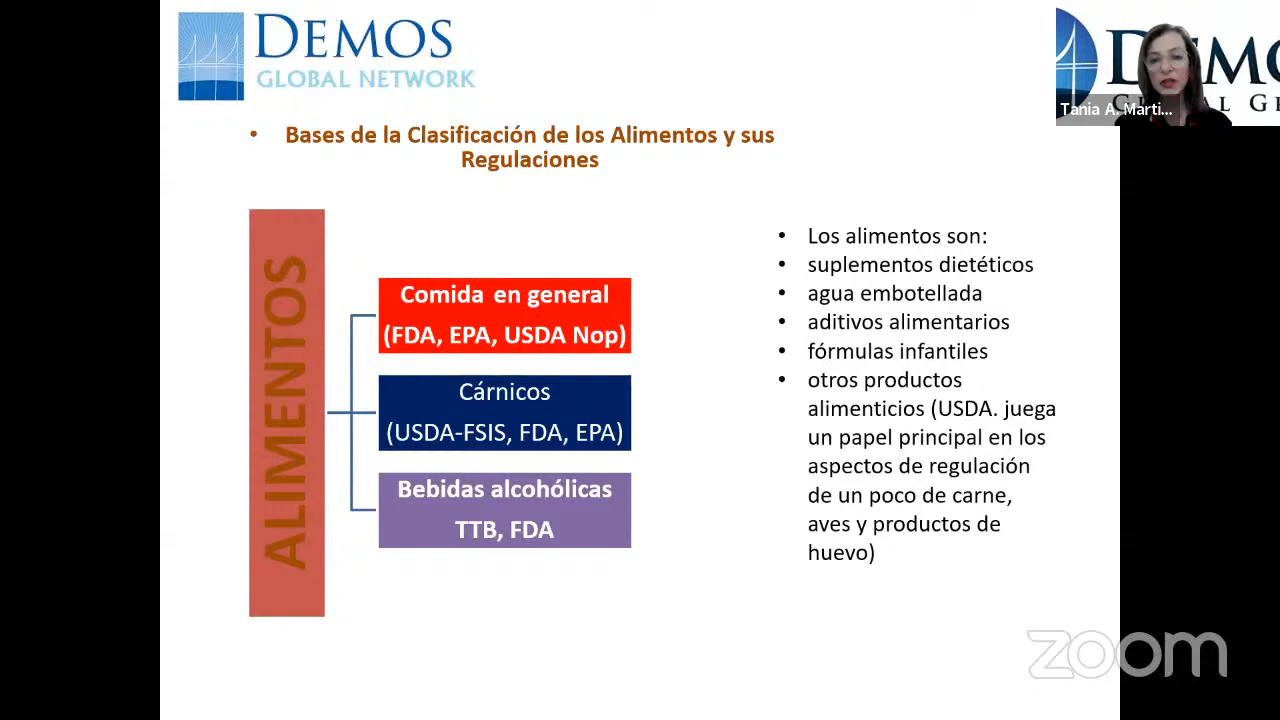 DEMOS
GLOBAL NETWORK
Tania A. Marti...
• Bases de la Clasificación de los Alimentos y sus
Regulaciones
ALIMENTOS
Comida en general
(FDA, EPA, USDA Nop)
Cárnicos
(USDA-FSIS, FDA, EPA)
Bebidas alcohólicas
TTB, FDA
• Los alimentos son:
• suplementos dietéticos
• agua embotellada
• aditivos alimentarios
• fórmulas infantiles
• otros productos
alimenticios (USDA. juega
un papel principal en los
aspectos de regulación
de un poco de carne,
aves y productos de
huevo)
zoom